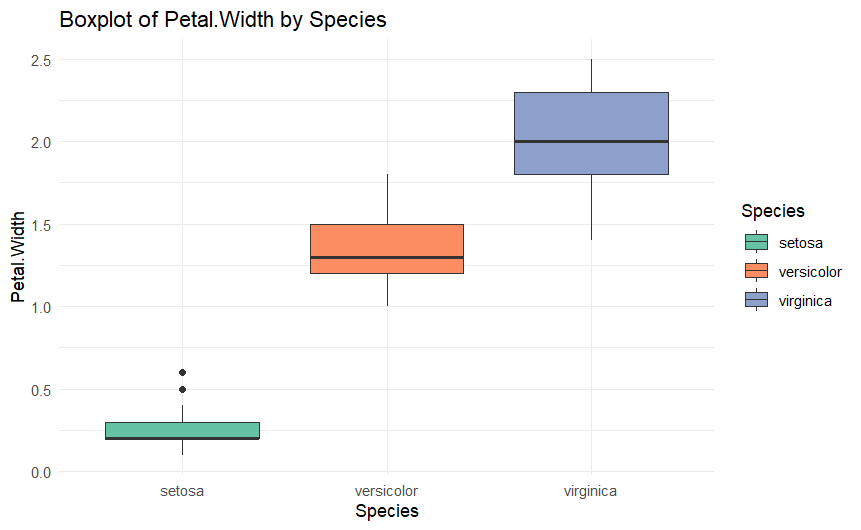 Boxplot of Petal.Width by Species
Petal.Width
2.5
2.0
1.5
1.0
0.5
0.0
setosa
versicolor
virginica
Species
Species
setosa
versicolor
virginica